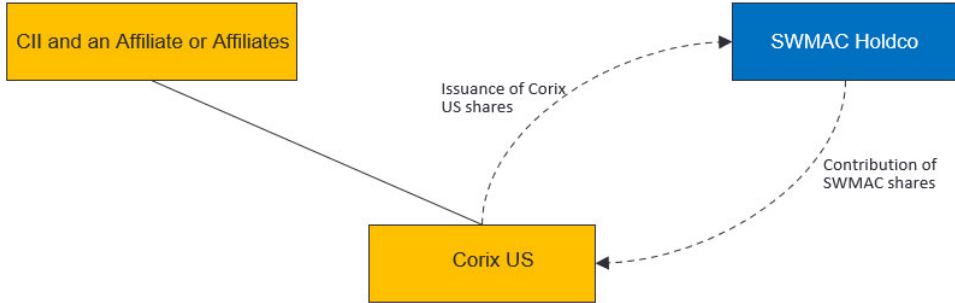 CII and an Affiliate or Affiliates
SWMAC Holdco
Issuance of Corix
US shares
Contribution of
SWMAC shares
Corix US